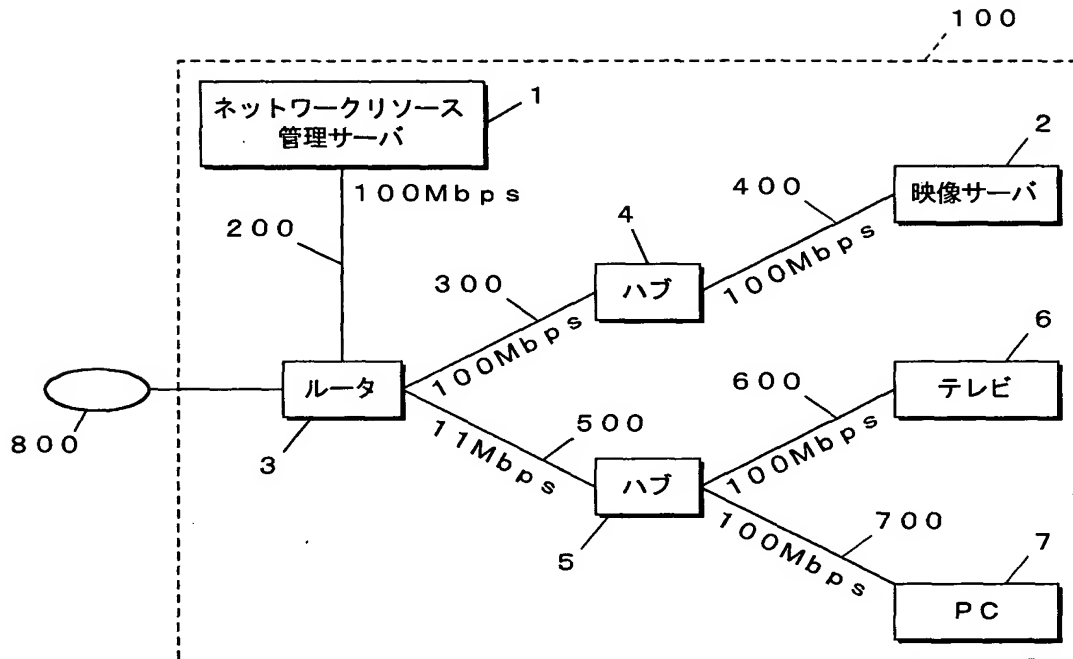 １００
ネットワークリソース
管理サーバ
１
１００Ｍｂｐｓ
２００
２
映像サーバ
４００
１００Ｍｂｐｓ
４
ハブ
３００
１００Ｍｂｐｓ
ルータ
３
８００
６
テレビ
６００
１００Ｍｂｐｓ
５００
１１Ｍｂｐｓ
ハブ
５
７００
１００Ｍｂｐｓ
７
ＰＣ